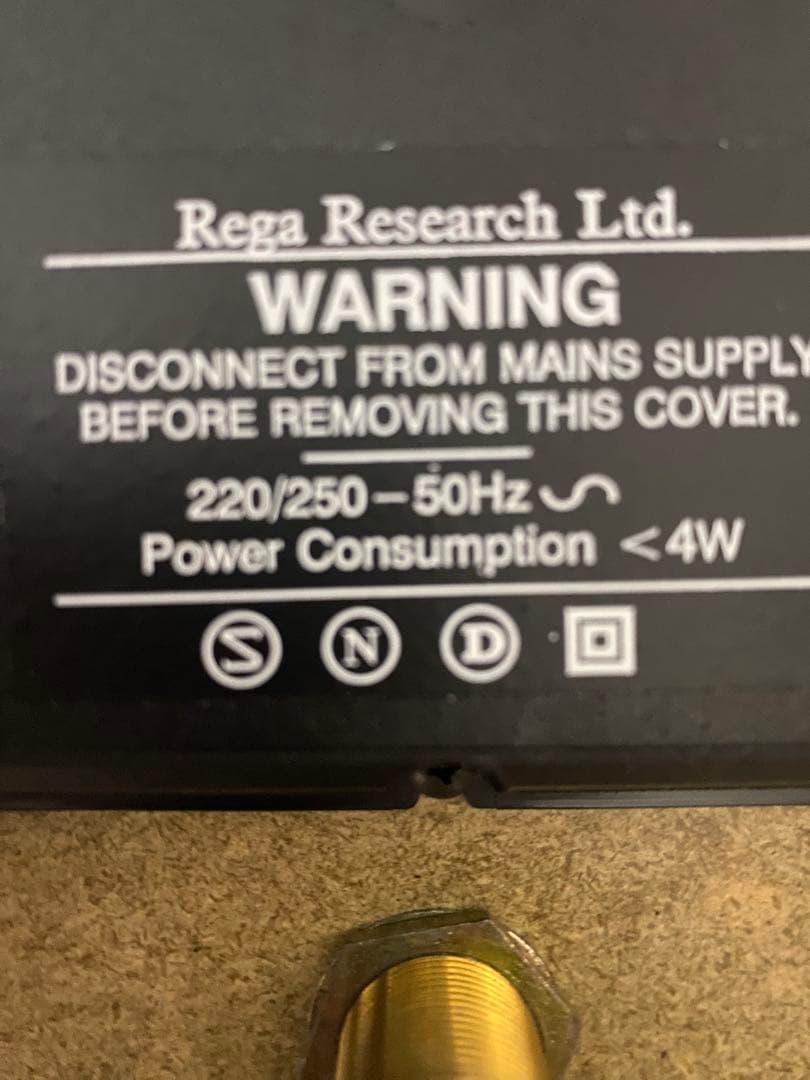 Rega Research Ltd.
WARNING
DISCONNECT FROM MAINS SUPPLY
BEFORE REMOVING THIS COVER.
220/250–50Hz
Power Consumption <4W
S N D